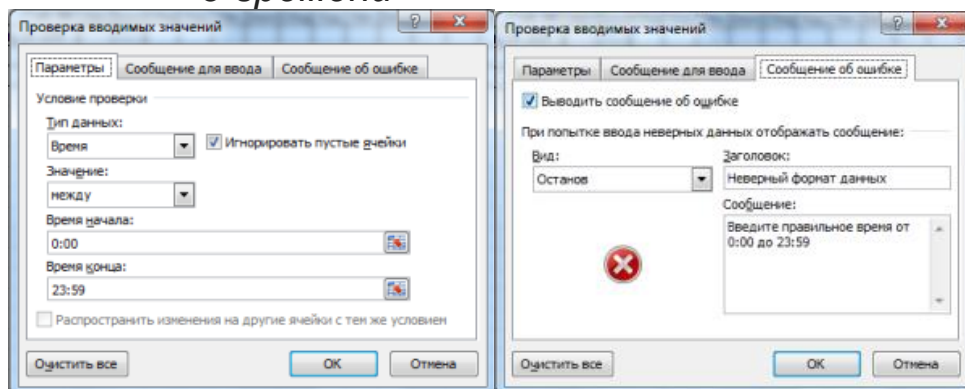 о времени
Проверка вводимых значений
Параметры Сообщение для ввода Сообщение об ошибке
Условие проверки
Тип данных:
Время
Игнорировать пустые ячейки
Значение:
между
Время начала:
0:00
Время конца:
23:59
Распространить изменения на другие ячейки с тем же условием
Очистить все ОК Отмена
Проверка вводимых значений
Параметры Сообщение для ввода Сообщение об ошибке
Выводить сообщение об ошибке
При попытке ввода неверных данных отображать сообщение:
Вид:
Останов
Заголовок:
Неверный формат данных
Сообщение:
Введите правильное время от
0:00 до 23:59
Очистить все ОК Отмена